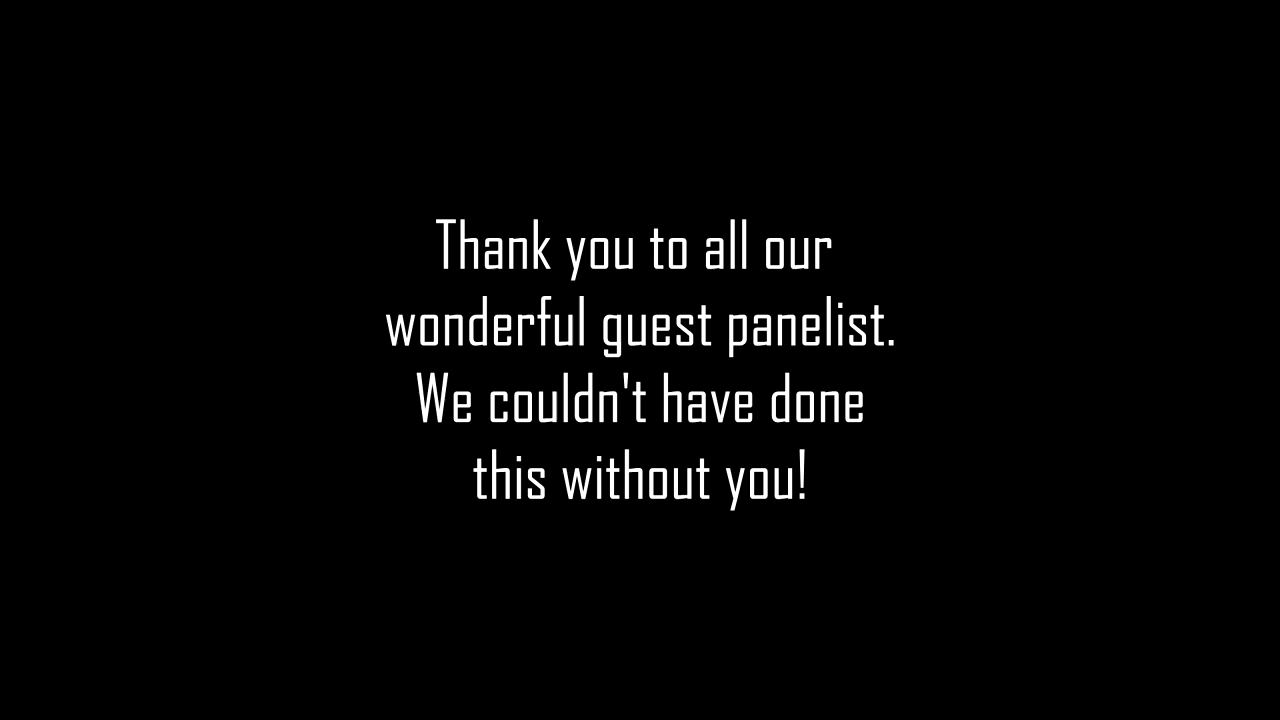 Thank you to all our
wonderful guest panelist.
We couldn't have done
this without you!